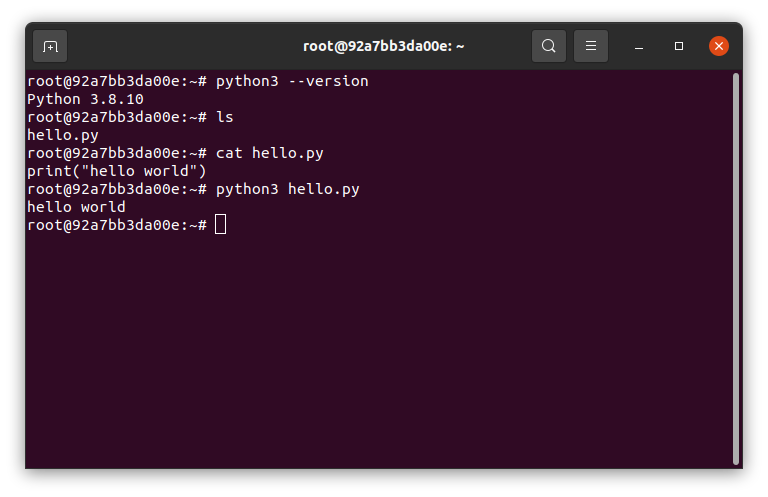 root@92a7bb3da00e: ~
root@92a7bb3da00e:~# python3 --version
Python 3.8.10
root@92a7bb3da00e:~# ls
hello.py
root@92a7bb3da00e:~# cat hello.py
print("hello world")
root@92a7bb3da00e:~# python3 hello.py
hello world
root@92a7bb3da00e:~#